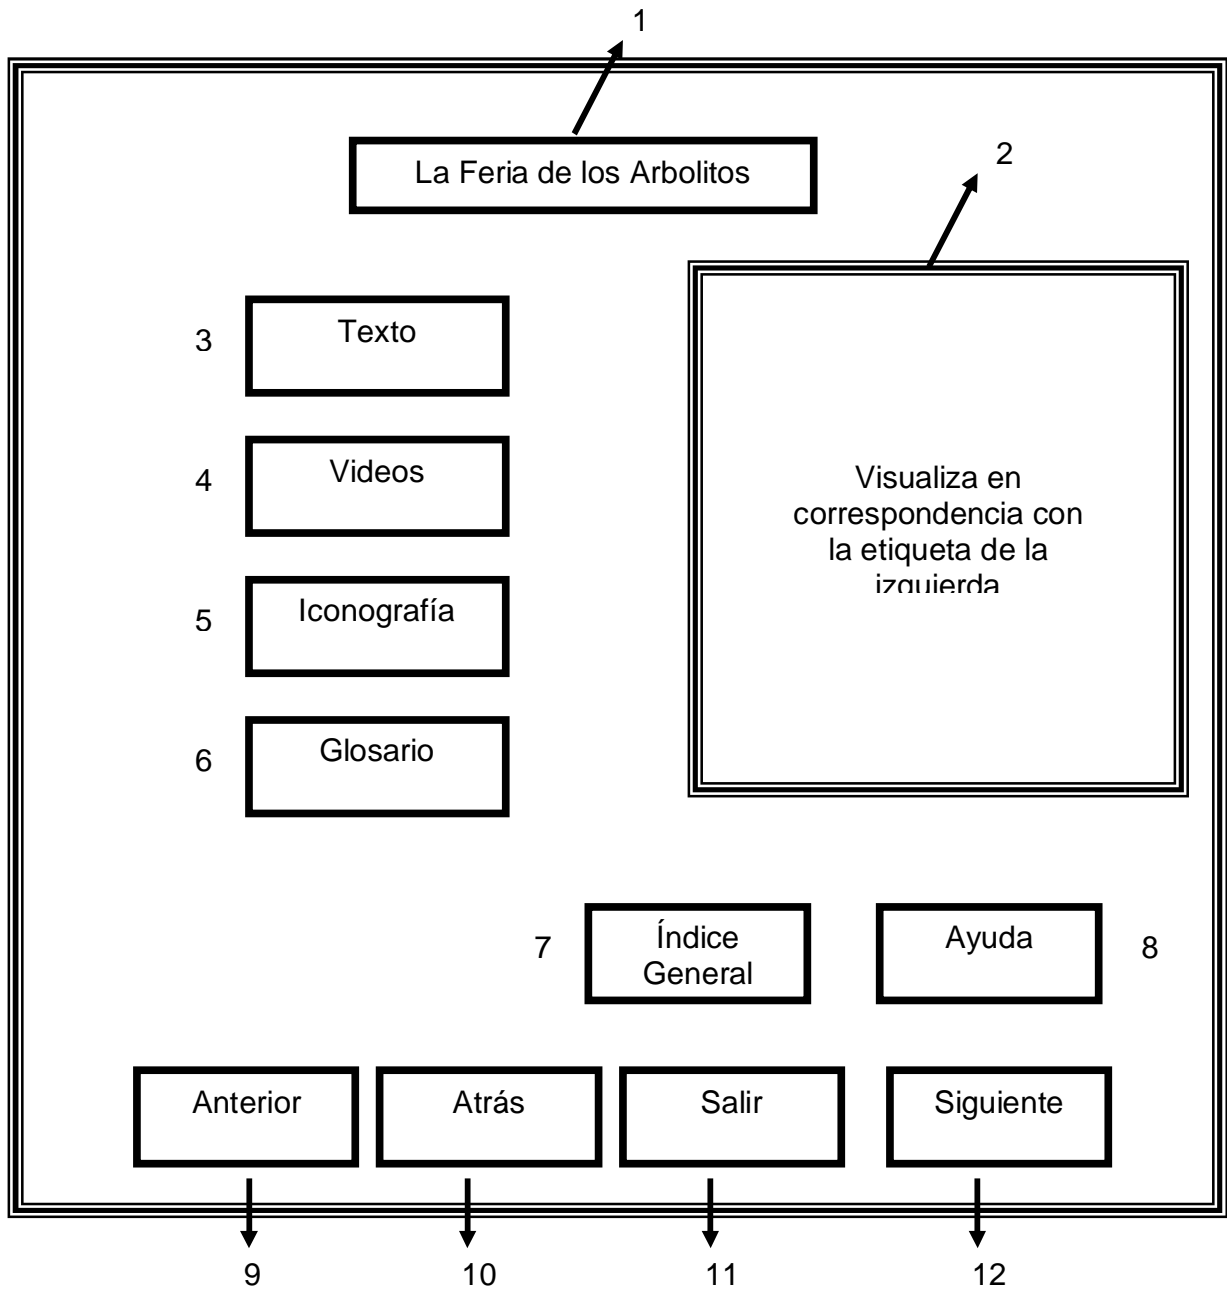 1
La Feria de los Arbolitos
2
3
Texto
4
Videos
Visualiza en
correspondencia con
la etiqueta de la
izquierda
5
Iconografía
6
Glosario
7
Índice
General
Ayuda
8
Anterior
Atrás
Salir
Siguiente
9
10
11
12